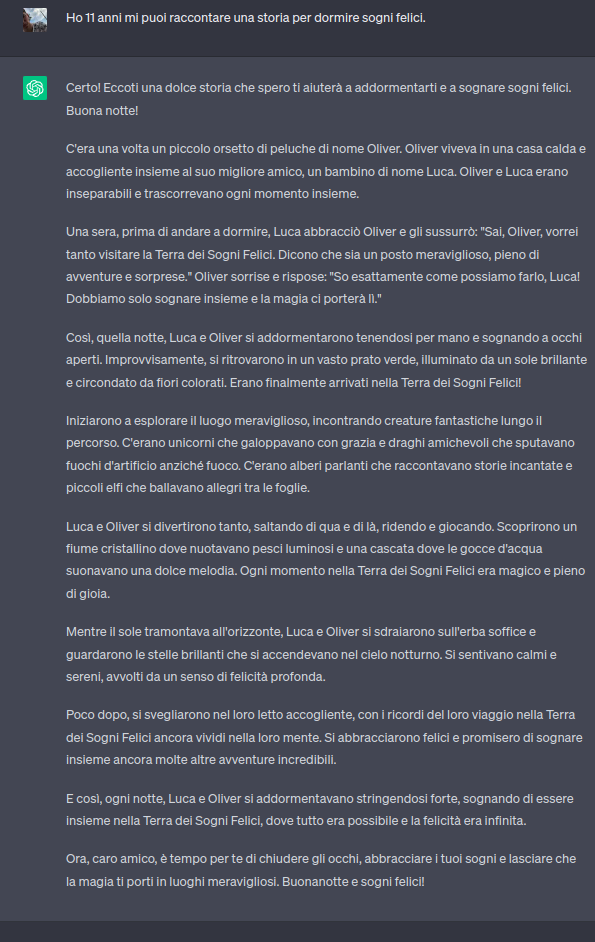 Ho 11 anni mi puoi raccontare una storia per dormire sogni felici.
Certo! Eccoti una dolce storia che spero ti aiuterà a addormentarti e a sognare sogni felici.
Buona notte!
C'era una volta un piccolo orsetto di peluche di nome Oliver. Oliver viveva in una casa calda e
accogliente insieme al suo migliore amico, un bambino di nome Luca. Oliver e Luca erano
inseparabili e trascorrevano ogni momento insieme.
Una sera, prima di andare a dormire, Luca abbracciò Oliver e gli sussurrò: "Sai, Oliver, vorrei
tanto visitare la Terra dei Sogni Felici. Dicono che sia un posto meraviglioso, pieno di
avventure e sorprese." Oliver sorrise e rispose: "So esattamente come possiamo farlo, Luca!
Dobbiamo solo sognare insieme e la magia ci porterà lì."
Così, quella notte, Luca e Oliver si addormentarono tenendosi per mano e sognando a occhi
aperti. Improvvisamente, si ritrovarono in un vasto prato verde, illuminato da un sole brillante
e circondato da fiori colorati. Erano finalmente arrivati nella Terra dei Sogni Felici!
Iniziarono a esplorare il luogo meraviglioso, incontrando creature fantastiche lungo il
percorso. C'erano unicorni che galoppavano con grazia e draghi amichevoli che sputavano
fuochi d'artificio anziché fuoco. C'erano alberi parlanti che raccontavano storie incantate e
piccoli elfi che ballavano allegri tra le foglie.
Luca e Oliver si divertirono tanto, saltando di qua e di là, ridendo e giocando. Scoprirono un
fiume cristallino dove nuotavano pesci luminosi e una cascata dove le gocce d'acqua
suonavano una dolce melodia. Ogni momento nella Terra dei Sogni Felici era magico e pieno
di gioia.
Mentre il sole tramontava all'orizzonte, Luca e Oliver si sdraiarono sull'erba soffice e
guardarono le stelle brillanti che si accendevano nel cielo notturno. Si sentivano calmi e
sereni, avvolti da un senso di felicità profonda.
Poco dopo, si svegliarono nel loro letto accogliente, con i ricordi del loro viaggio nella Terra
dei Sogni Felici ancora vividi nella loro mente. Si abbracciarono felici e promisero di sognare
insieme ancora molte altre avventure incredibili.
E così, ogni notte, Luca e Oliver si addormentavano stringendosi forte, sognando di essere
insieme nella Terra dei Sogni Felici, dove tutto era possibile e la felicità era infinita.
Ora, caro amico, è tempo per te di chiudere gli occhi, abbracciare i tuoi sogni e lasciare che
la magia ti porti in luoghi meravigliosi. Buonanotte e sogni felici!